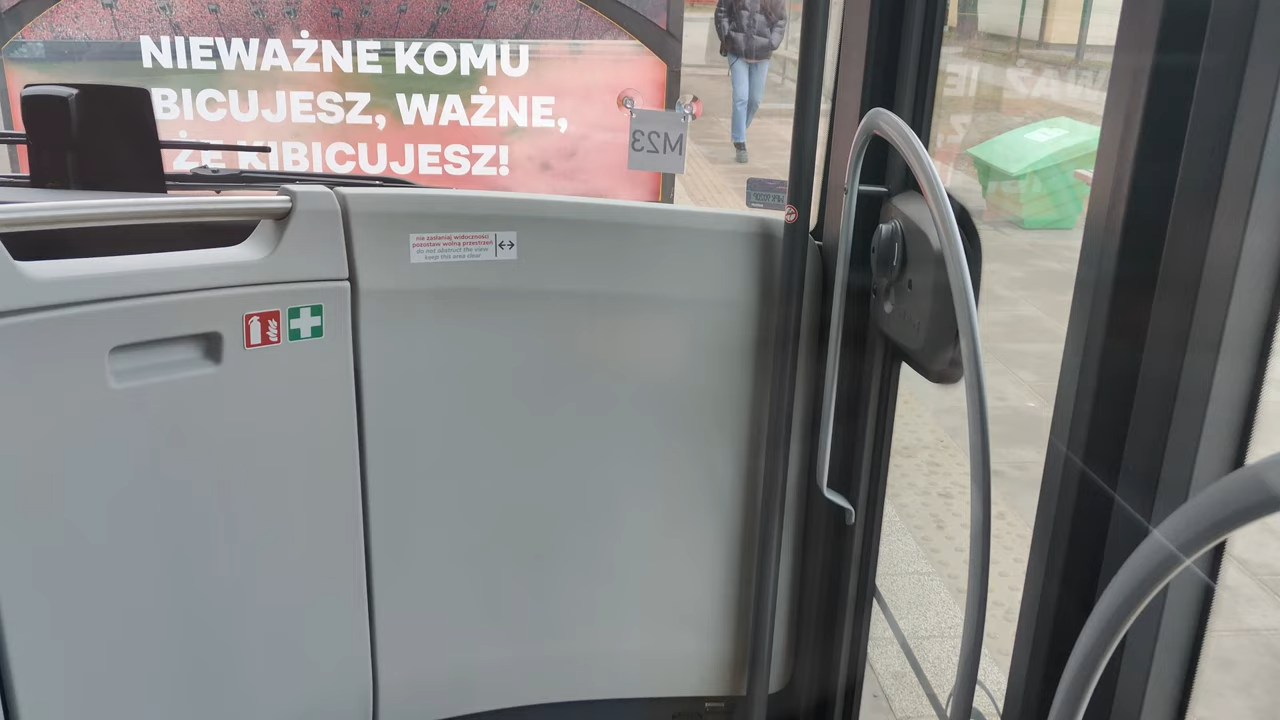 NIEWAŻNE KOMU
BICUJESZ, WAŻNE,
ŻE KIBICUJESZ!
M23
nie zasłaniaj widoczności
pozostaw wolną przestrzeń
do not obstruct the view
keep this area clear